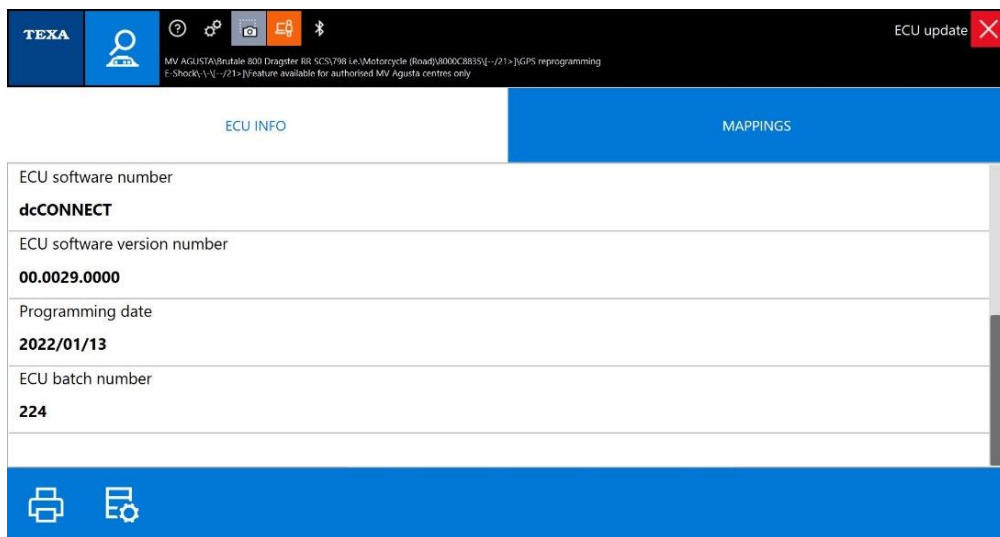 TEXA
ECU update
MV AGUSTA\Brutale 800 Dragster RR SCS\798 i.e.\Motorcycle (Road)\8000C8835\[--/21>]\GPS reprogramming
E-Shock\-\-\[--/21>]\Feature available for authorised MV Agusta centres only
ECU INFO
MAPPINGS
ECU software number
dcCONNECT
ECU software version number
00.0029.0000
Programming date
2022/01/13
ECU batch number
224